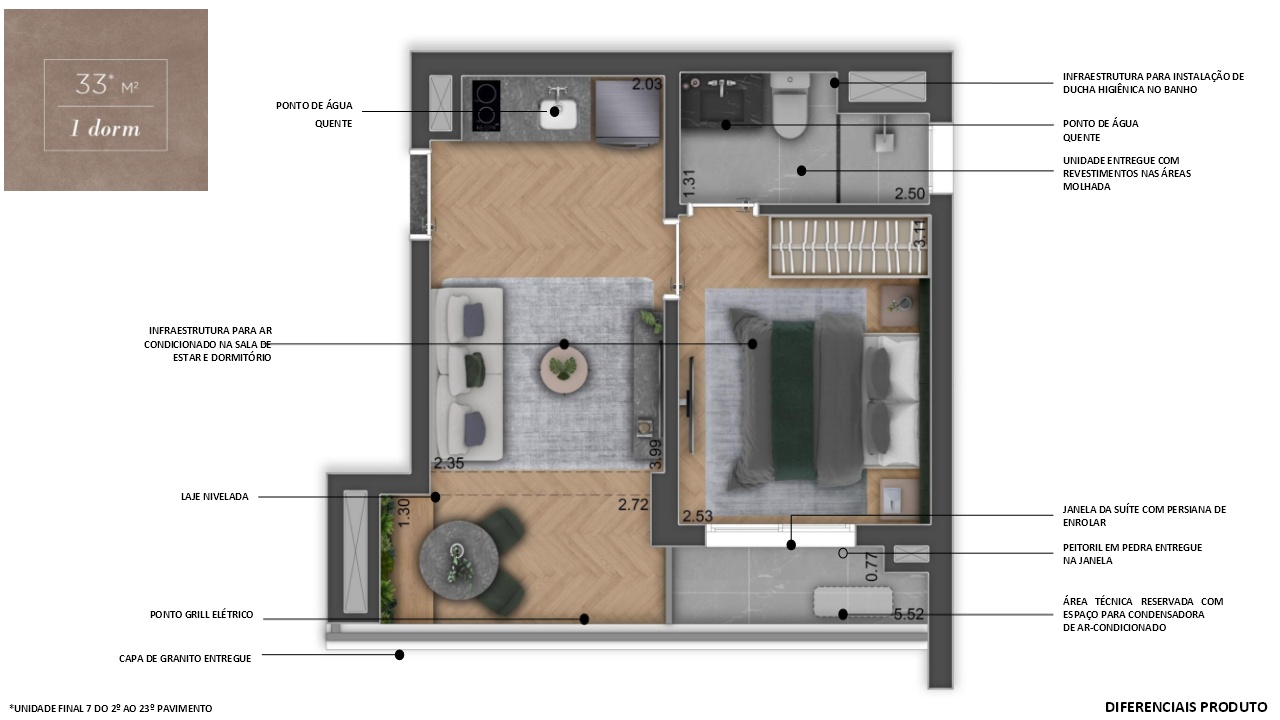 33* M²
1 dorm
PONTO DE ÁGUA
QUENTE
INFRAESTRUTURA PARA AR
CONDICIONADO NA SALA DE
ESTAR E DORMITÓRIO
LAJE NIVELADA
PONTO GRILL ELÉTRICO
CAPA DE GRANITO ENTREGUE
2.03
1.31
2.50
3.11
2.35
3.99
2.72
2.53
1.30
0.77
5.52
INFRAESTRUTURA PARA INSTALAÇÃO DE
DUCHA HIGIÊNICA NO BANHO
PONTO DE ÁGUA
QUENTE
UNIDADE ENTREGUE COM
REVESTIMENTOS NAS ÁREAS
MOLHADA
JANELA DA SUÍTE COM PERSIANA DE
ENROLAR
PEITORIL EM PEDRA ENTREGUE
NA JANELA
ÁREA TÉCNICA RESERVADA COM
ESPAÇO PARA CONDENSADORA
DE AR-CONDICIONADO
*UNIDADE FINAL 7 DO 2º AO 23º PAVIMENTO
DIFERENCIAIS PRODUTO